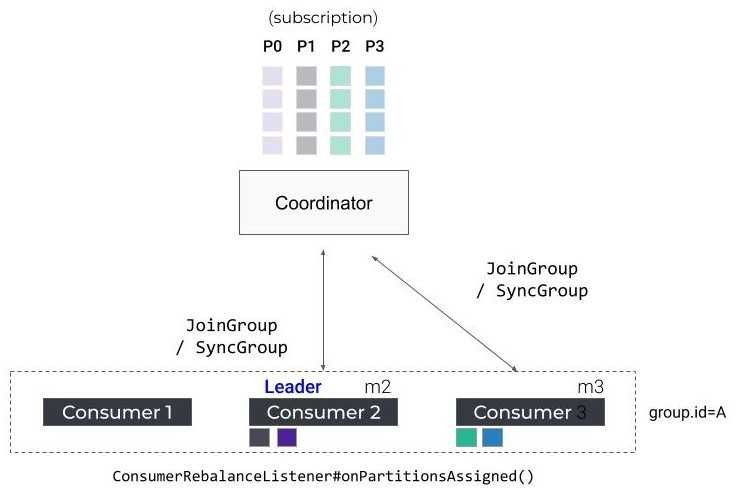 (subscription)
P0 P1 P2 P3
Coordinator
JoinGroup
/ SyncGroup
JoinGroup
/ SyncGroup
Leader m2 m3
Consumer 1 Consumer 2 Consumer 3
group.id=A
ConsumerRebalanceListener#onPartitionsAssigned()